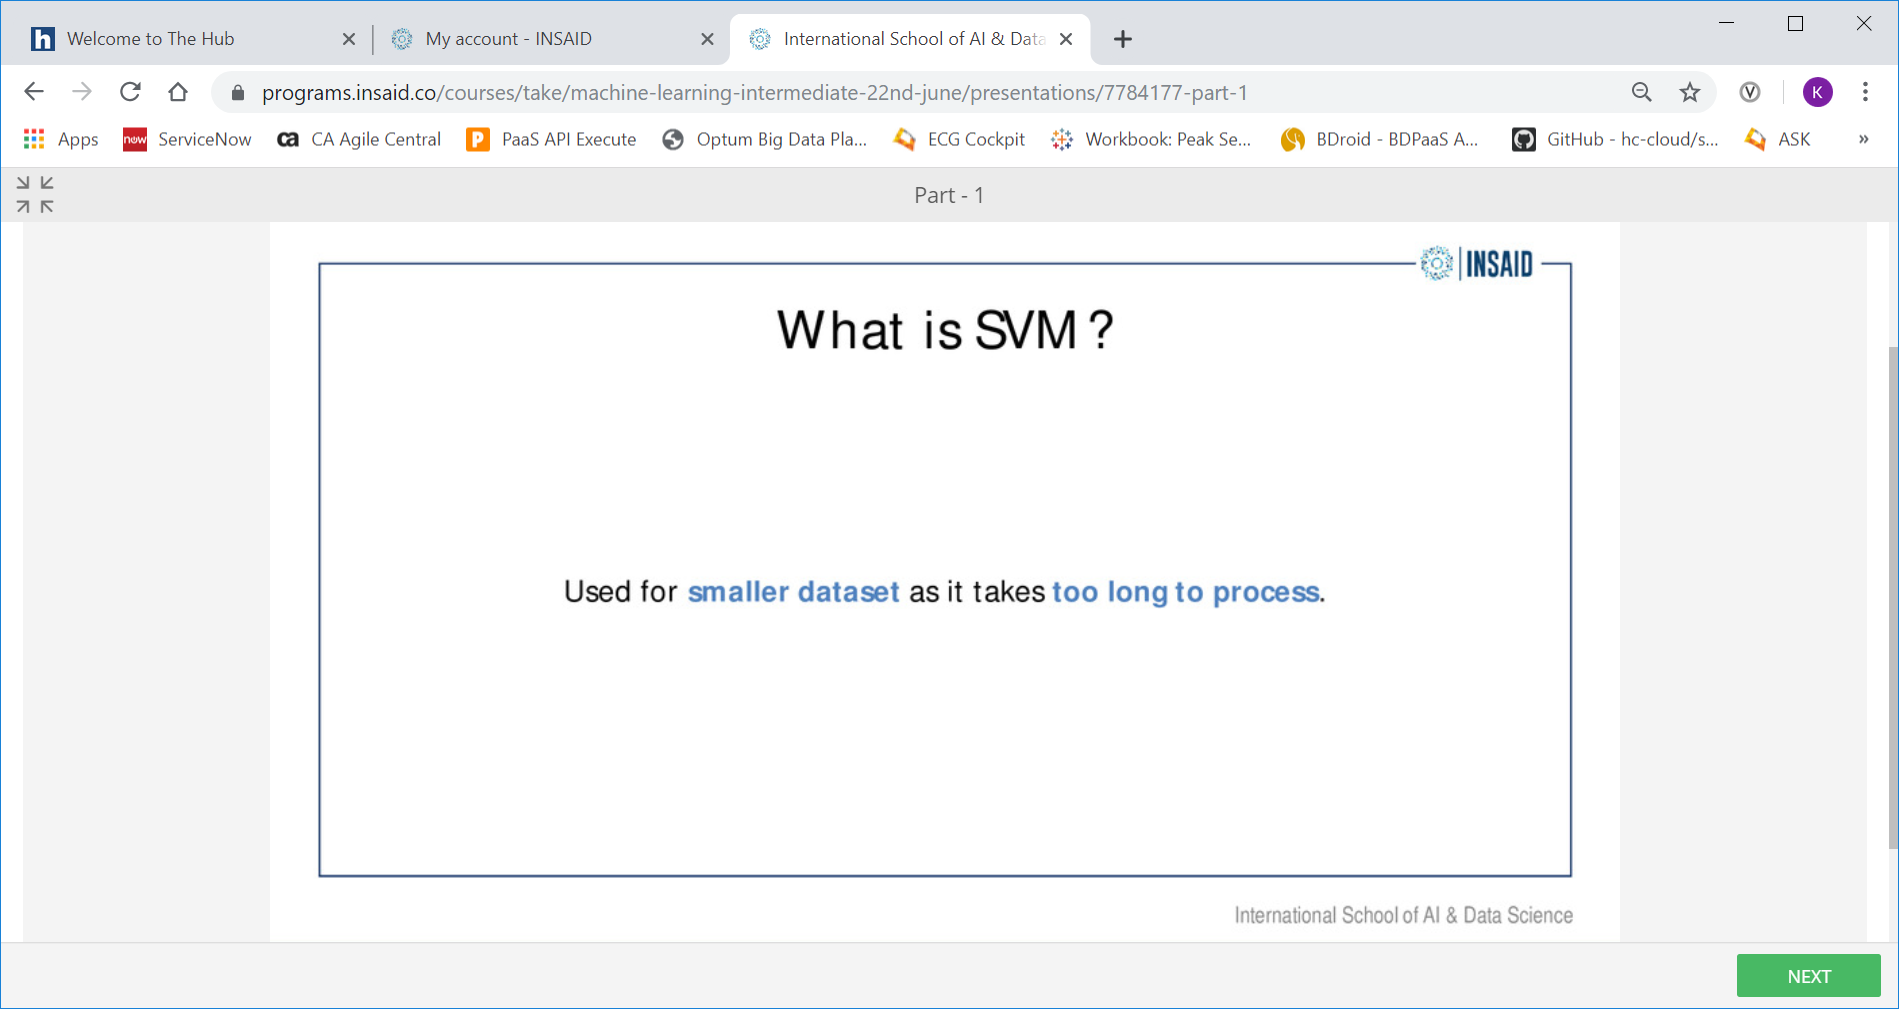 h Welcome to The Hub
My account - INSAID
International School of AI & Data
programs.insaid.co/courses/take/machine-learning-intermediate-22nd-june/presentations/7784177-part-1
V
K
Apps
now ServiceNow
ca CA Agile Central
P PaaS API Execute
Optum Big Data Pla...
ECG Cockpit
Workbook: Peak Se...
BDroid - BDPaaS A...
GitHub - hc-cloud/s...
ASK
»
Part - 1
INSAID
What is SVM ?
Used for smaller dataset as it takes too long to process.
International School of AI & Data Science
NEXT